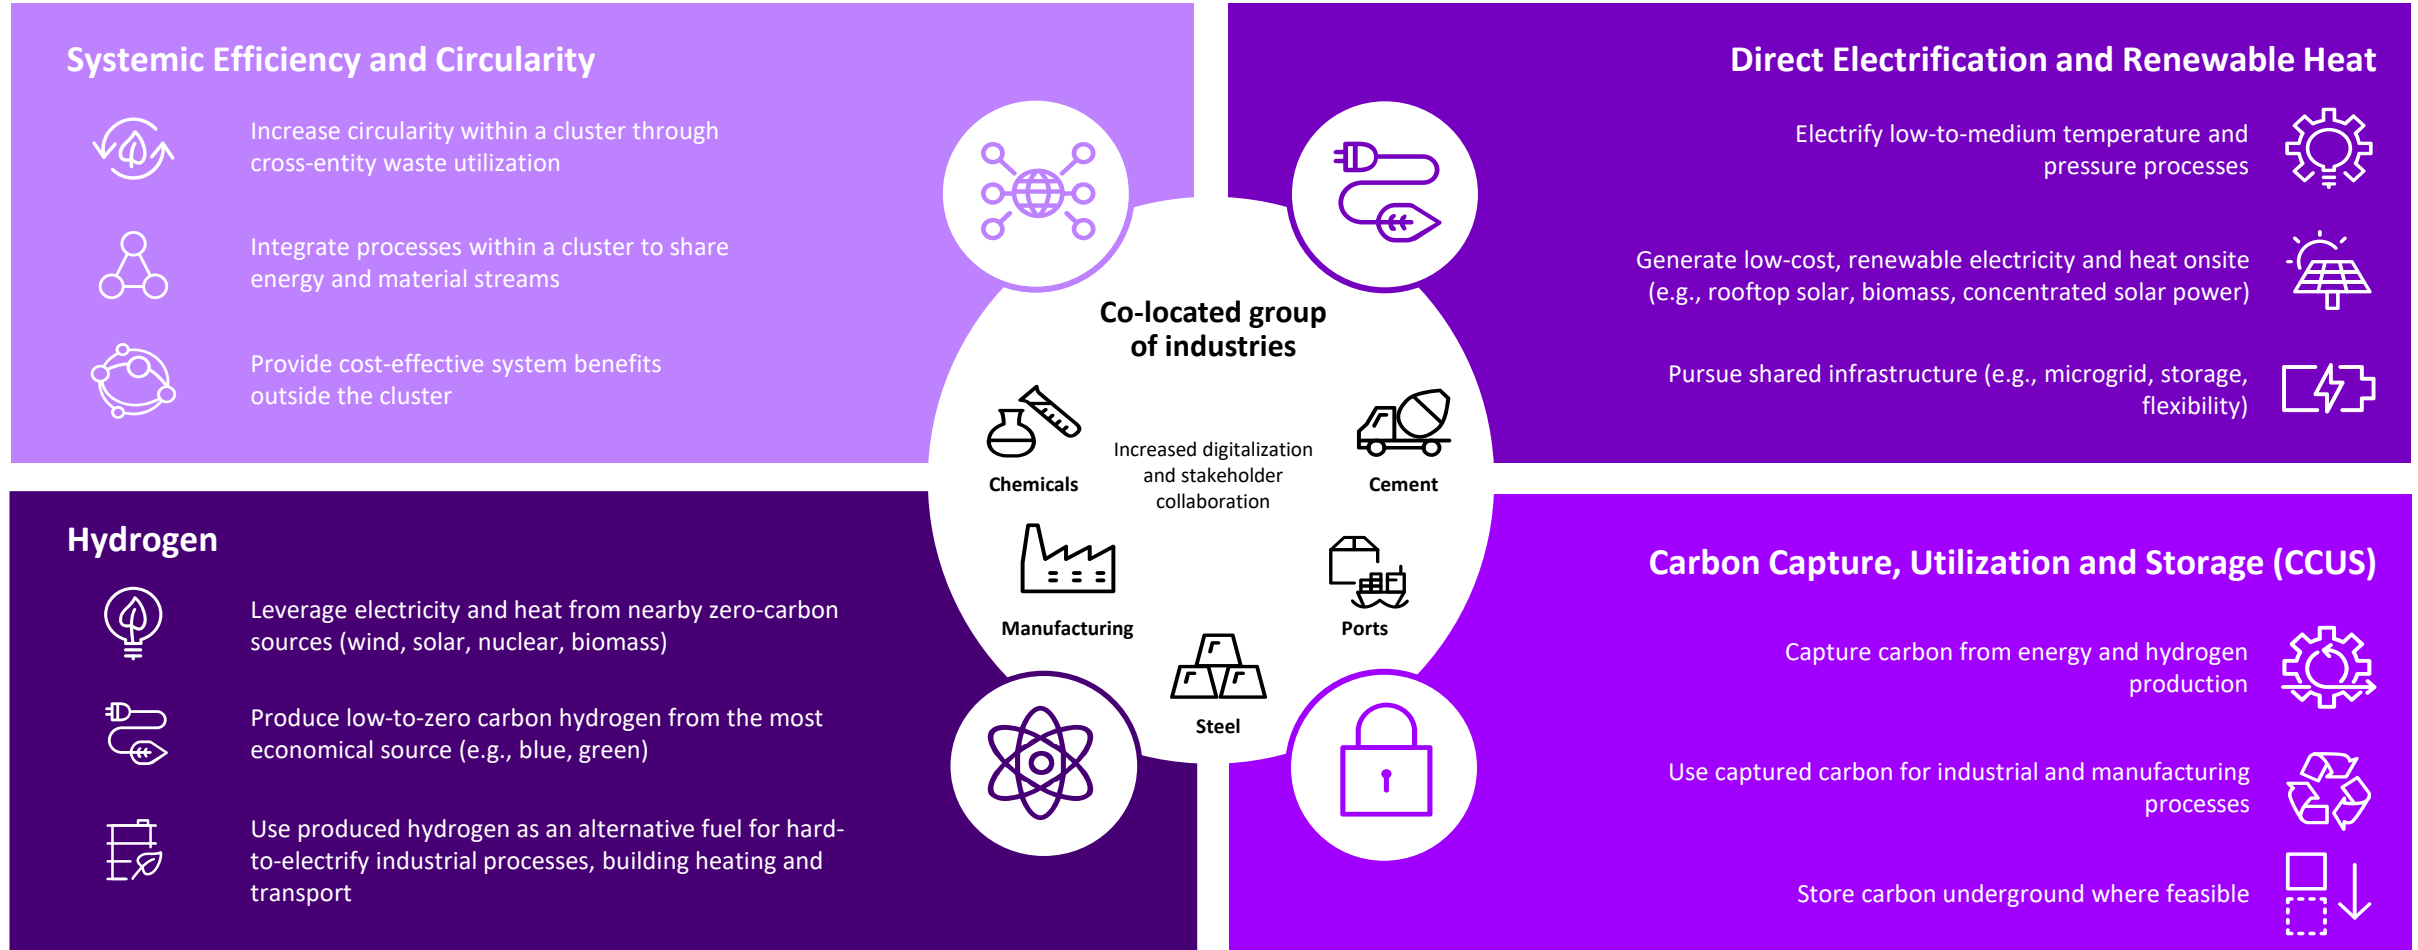 Systemic Efficiency and Circularity
Increase circularity within a cluster through
cross-entity waste utilization
Integrate processes within a cluster to share
energy and material streams
Provide cost-effective system benefits
outside the cluster
Direct Electrification and Renewable Heat
Electrify low-to-medium temperature and
pressure processes
Generate low-cost, renewable electricity and heat onsite
(e.g., rooftop solar, biomass, concentrated solar power)
Pursue shared infrastructure (e.g., microgrid, storage,
flexibility)
Co-located group
of industries
Increased digitalization
and stakeholder
collaboration
Chemicals
Cement
Manufacturing
Ports
Steel
Hydrogen
Leverage electricity and heat from nearby zero-carbon
sources (wind, solar, nuclear, biomass)
Produce low-to-zero carbon hydrogen from the most
economical source (e.g., blue, green)
Use produced hydrogen as an alternative fuel for hard-
to-electrify industrial processes, building heating and
transport
Carbon Capture, Utilization and Storage (CCUS)
Capture carbon from energy and hydrogen
production
Use captured carbon for industrial and manufacturing
processes
Store carbon underground where feasible